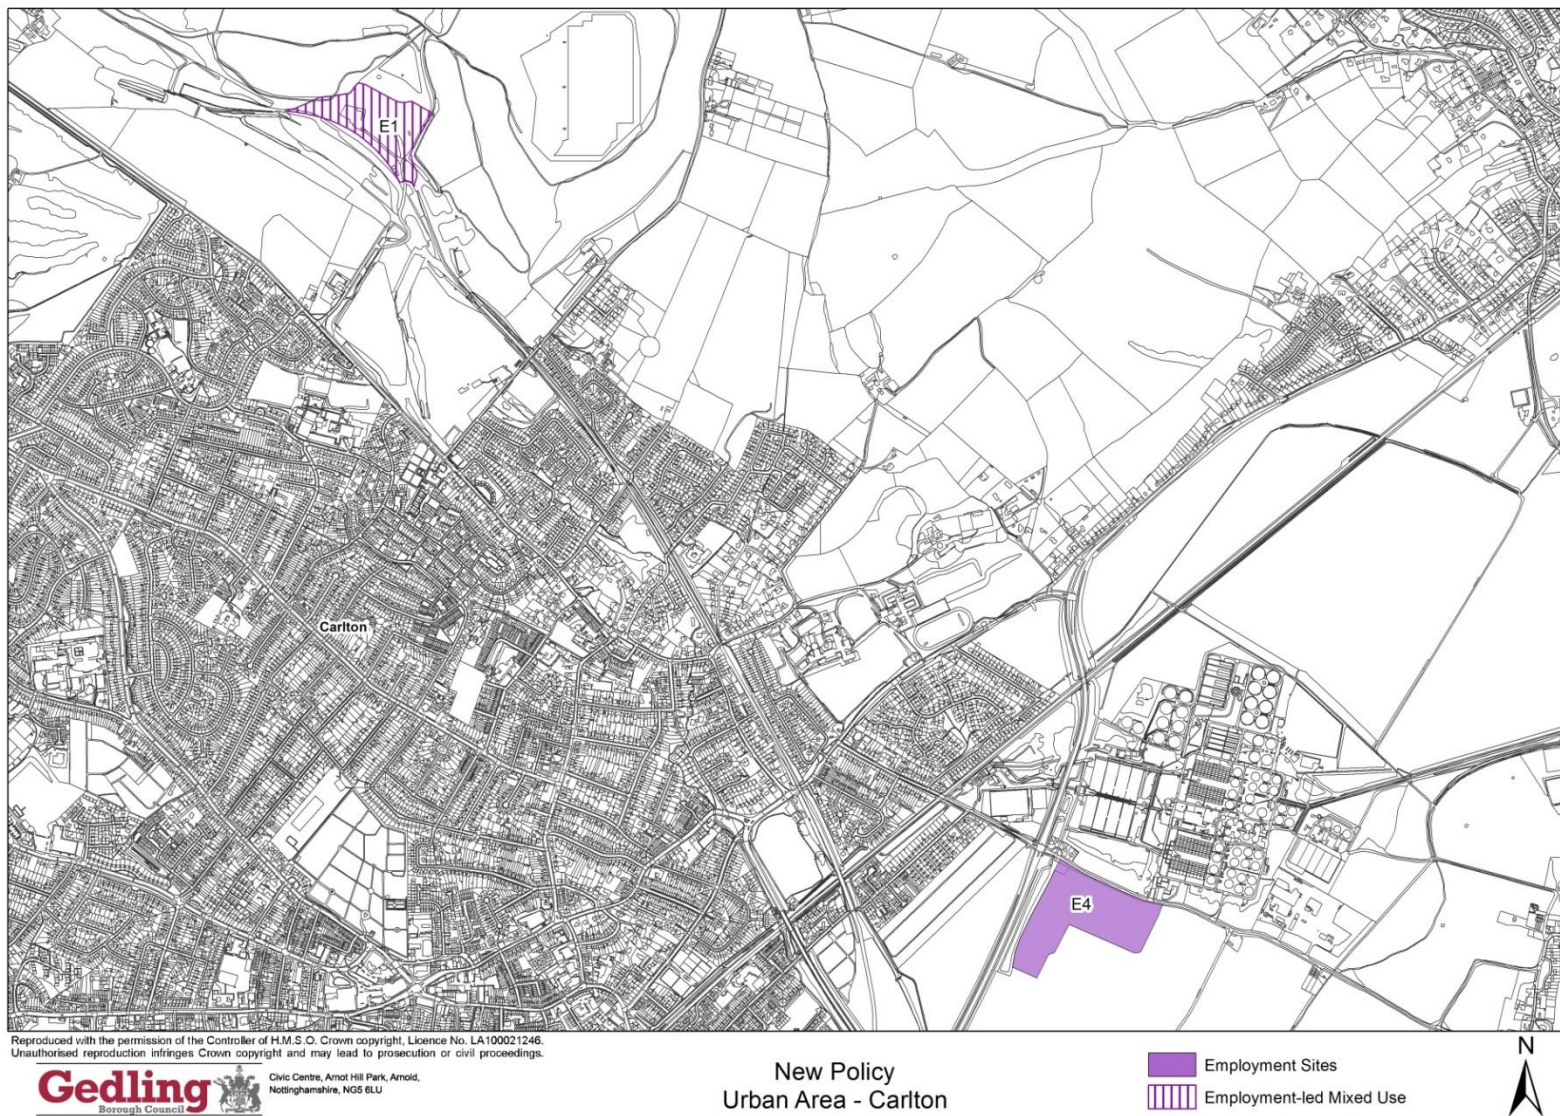 E1
Carlton
E4
Reproduced with the permission of the Controller of H.M.S.O. Crown copyright, Licence No. LA100021246.
Unauthorised reproduction infringes Crown copyright and may lead to prosecution or civil proceedings.
Gedling
Borough Council
Civic Centre, Arnot Hill Park, Arnold,
Nottinghamshire, NG5 6LU
New Policy
Urban Area - Carlton
Employment Sites
Employment-led Mixed Use
N